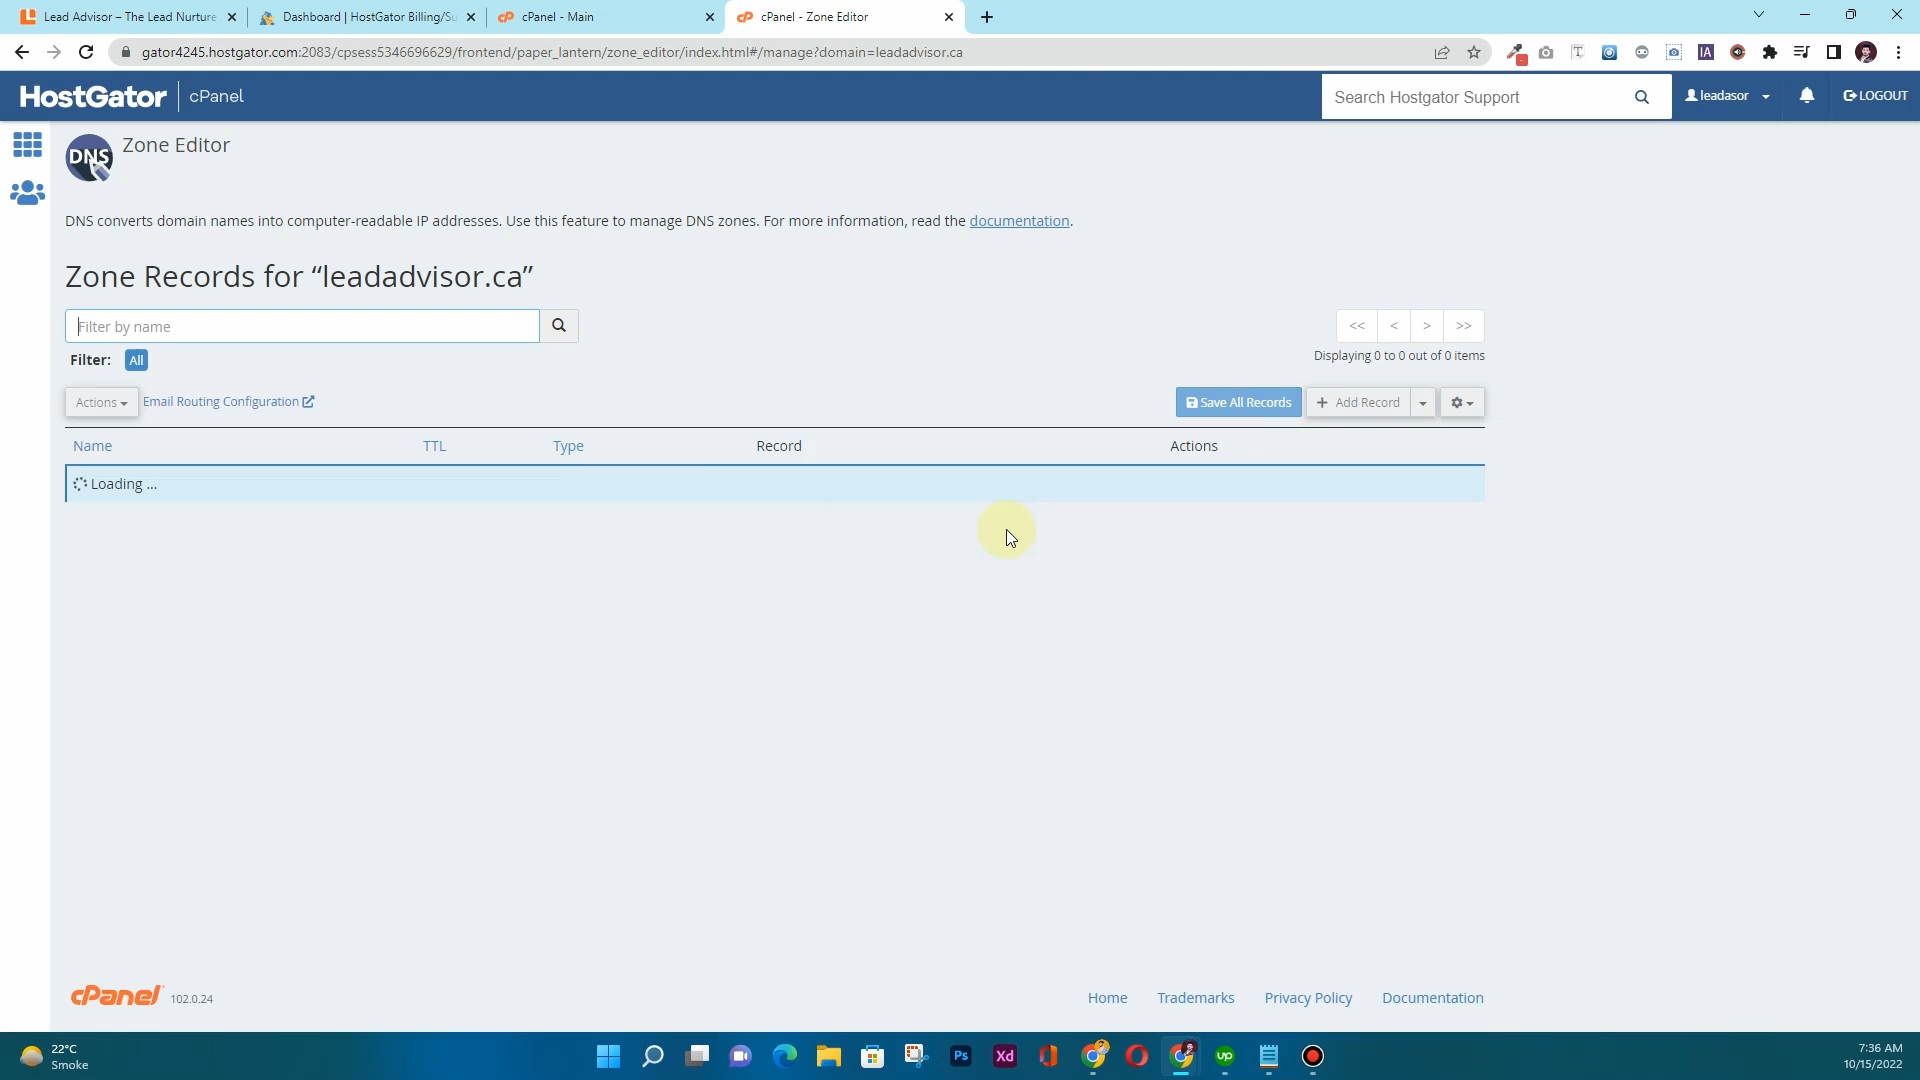 Lead Advisor – The Lead Nurture
Dashboard | HostGator Billing/Su
cPanel - Main
cPanel - Zone Editor
gator4245.hostgator.com:2083/cpsess5346696629/frontend/paper_lantern/zone_editor/index.html#/manage?domain=leadadvisor.ca
HostGator cPanel
Search Hostgator Support
leadasor
LOGOUT
DNS
Zone Editor
DNS converts domain names into computer-readable IP addresses. Use this feature to manage DNS zones. For more information, read the documentation.
Zone Records for “leadadvisor.ca”
Filter by name
<< < > >>
Filter: All
Displaying 0 to 0 out of 0 items
Actions
Email Routing Configuration
Save All Records
+ Add Record
Name TTL Type Record Actions
Loading ...
cPanel 102.0.24
Home Trademarks Privacy Policy Documentation
22°C
Smoke
Ps
Xd
up
7:36 AM
10/15/2022